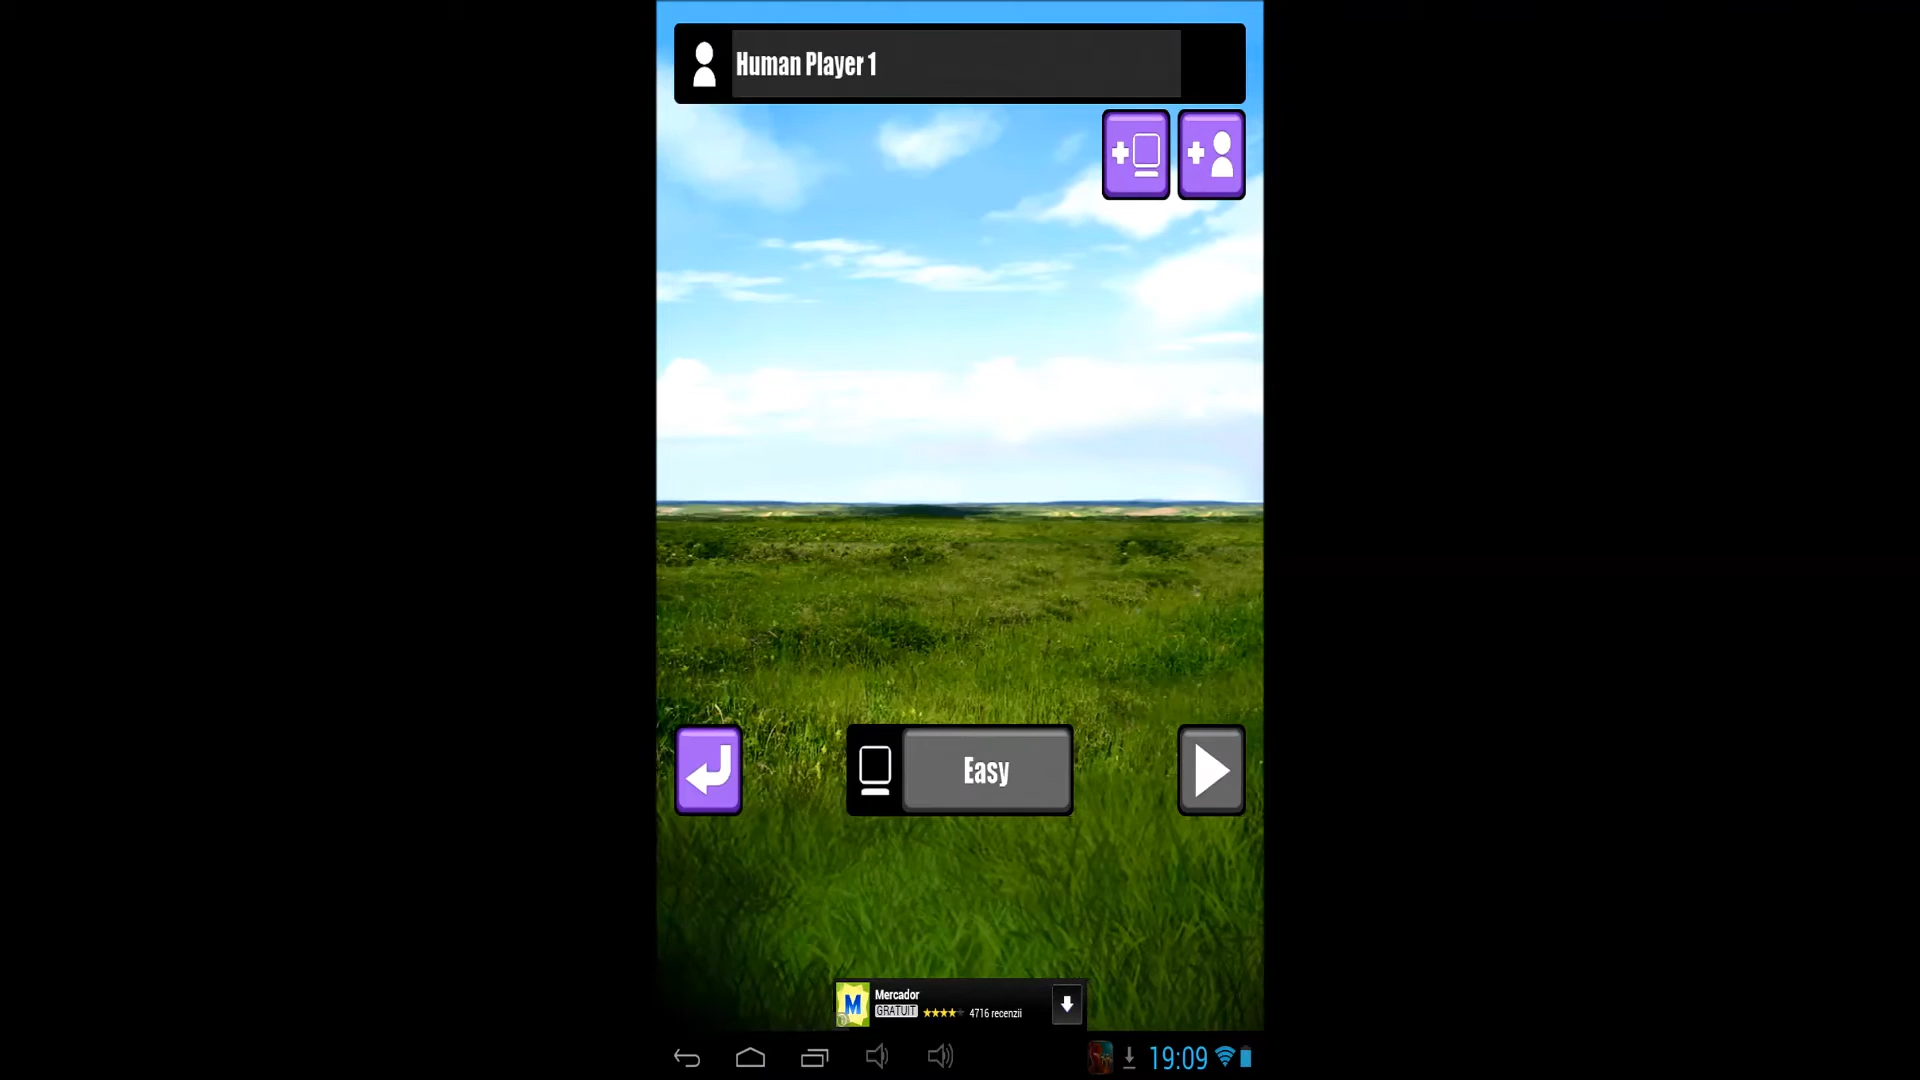 Human Player 1
Easy
M
Mercador
GRATUIT 4716 recenzii
19:09